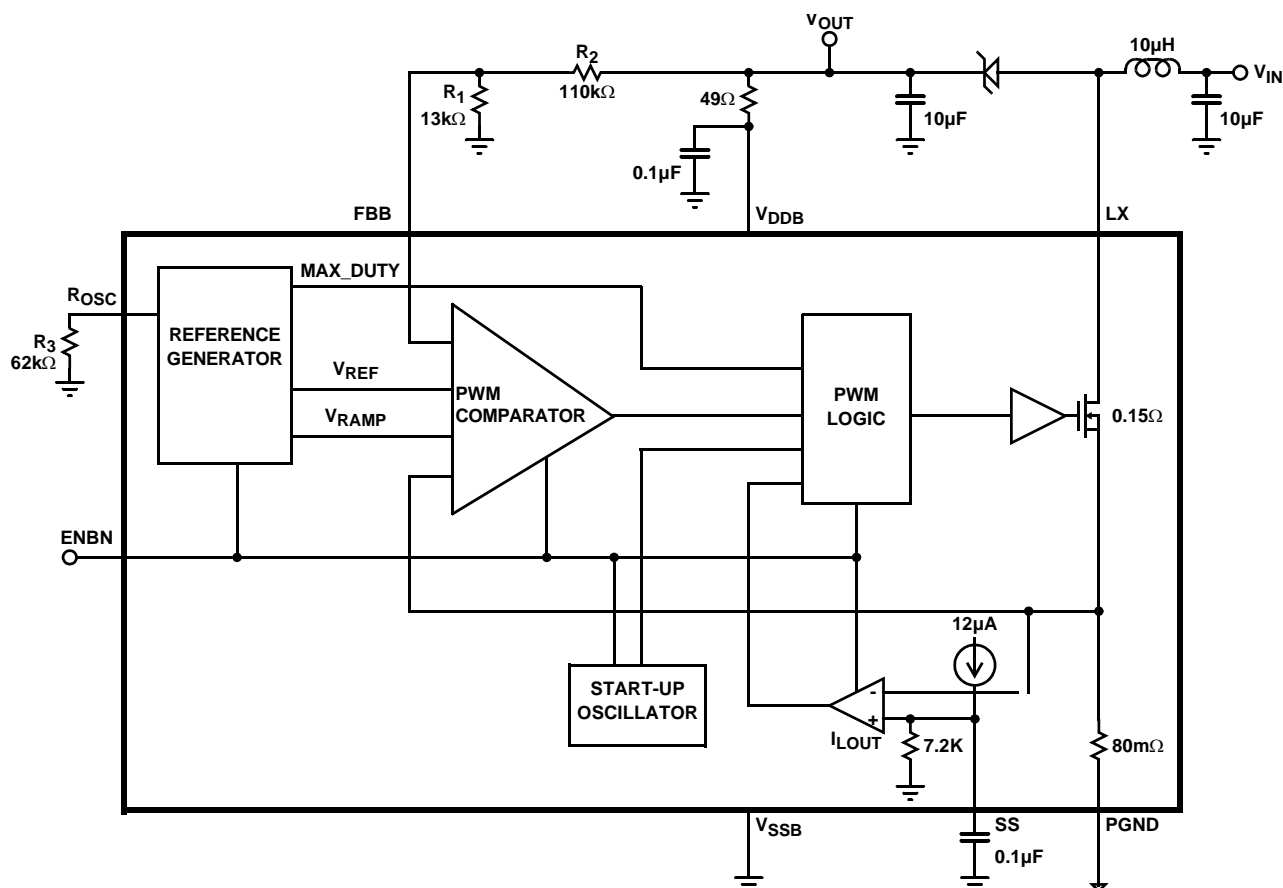 VOUT
10µH
VIN
R2
110kΩ
R1
13kΩ
49Ω
10µF
10µF
0.1µF
FBB
VDDB
LX
MAX_DUTY
ROSC
R3
62kΩ
REFERENCE
GENERATOR
VREF
VRAMP
PWM
COMPARATOR
PWM
LOGIC
0.15Ω
ENBN
12µA
START-UP
OSCILLATOR
-
+
ILOUT
7.2K
80mΩ
VSSB
SS
PGND
0.1µF